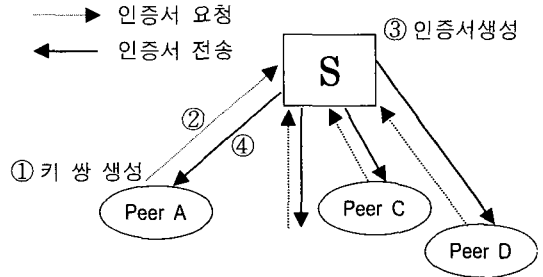 인증서 요청
인증서 전송
③ 인증서생성
S
②
④
① 키 쌍 생성
Peer A
Peer C
Peer D